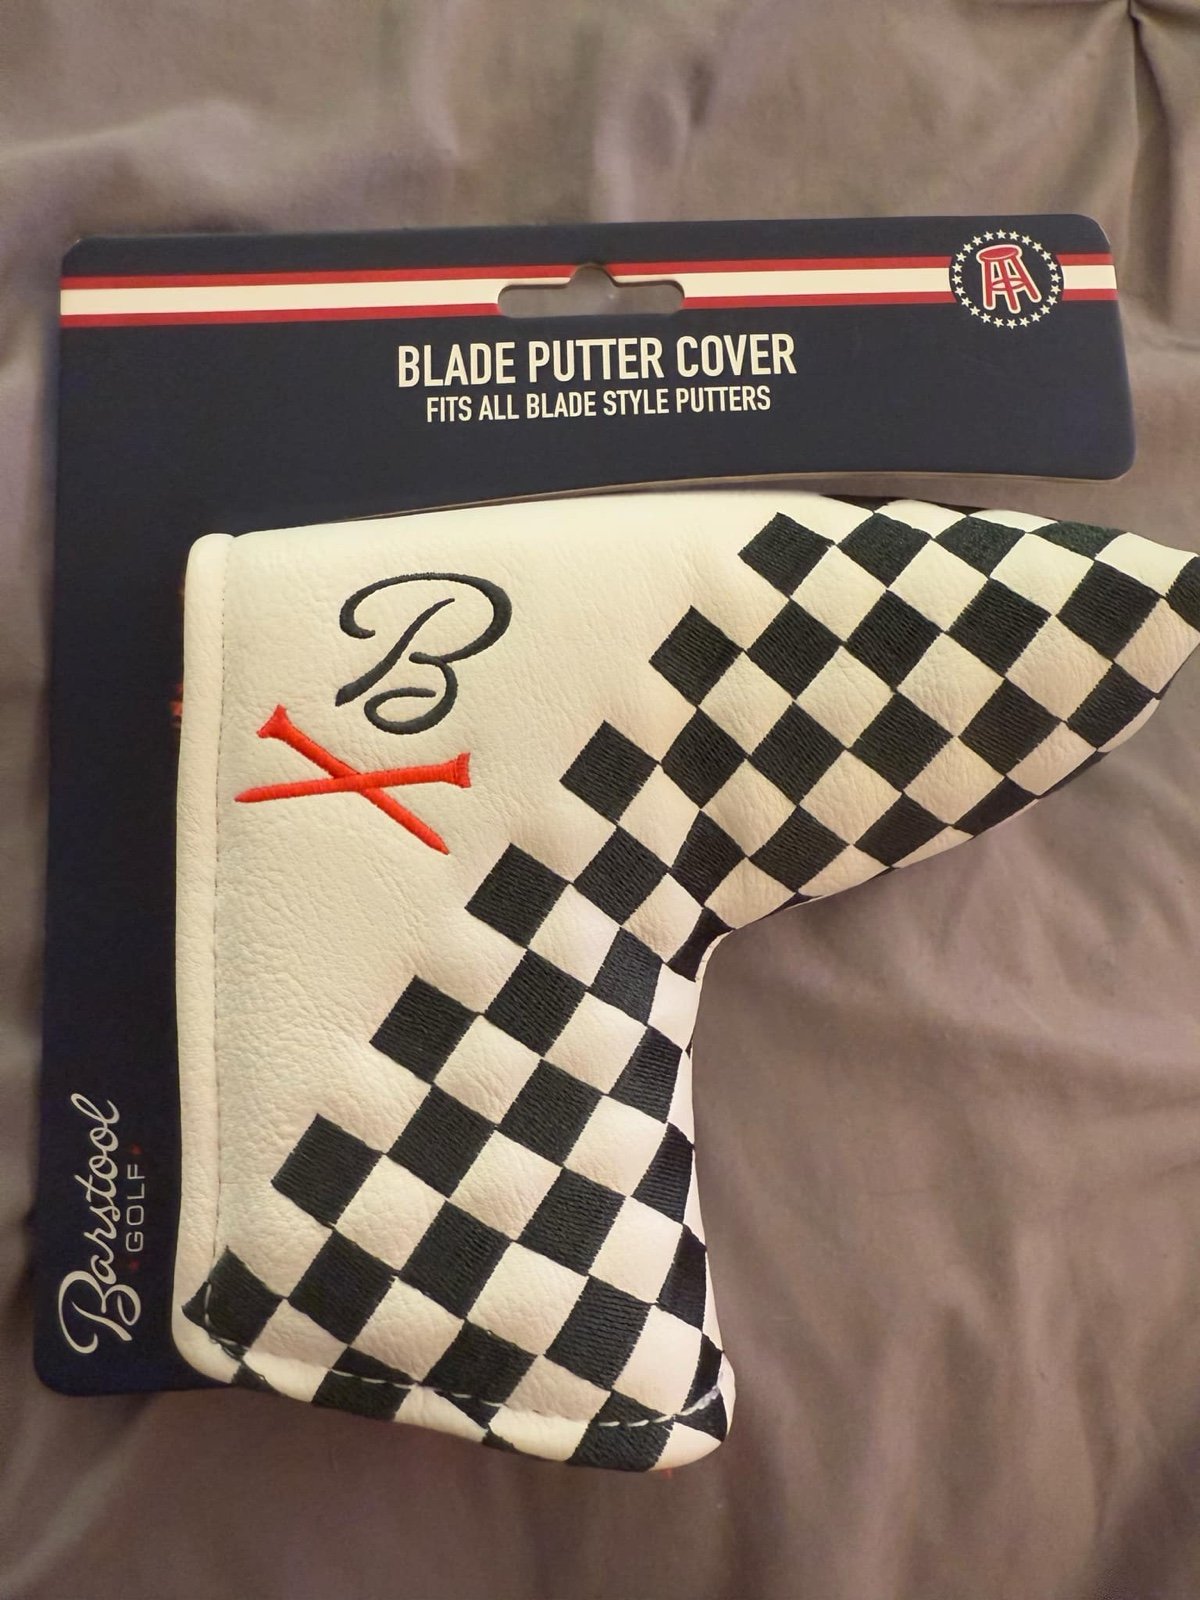 BLADE PUTTER COVER
FITS ALL BLADE STYLE PUTTERS
B
Barstool
GOLF